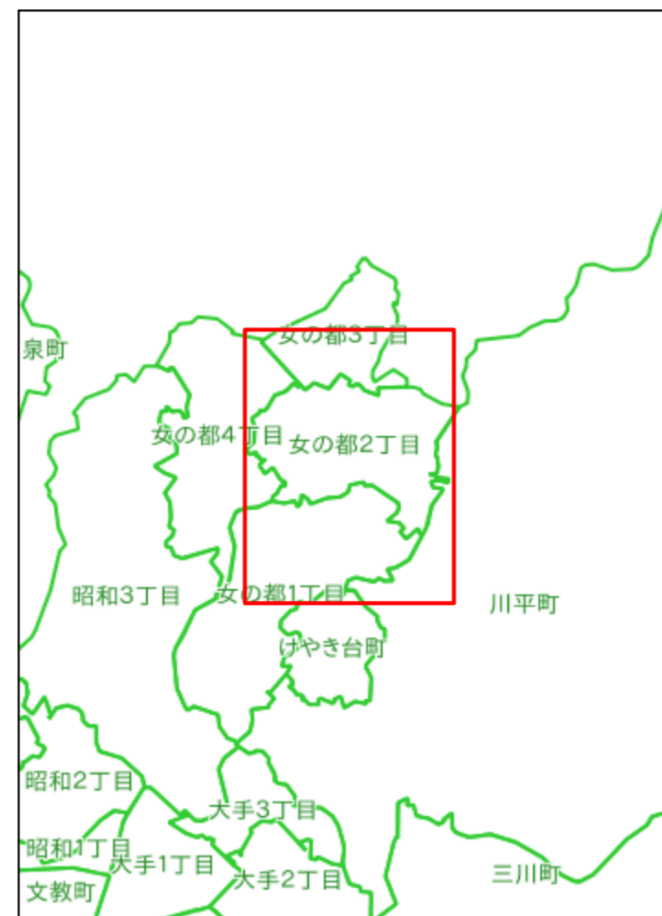 女の都3丁目
泉町
女の都4丁目
女の都2丁目
昭和3丁目
女の都1丁目
川平町
けやき台町
昭和2丁目
大手3丁目
昭和1丁目
大手1丁目
三川町
大手2丁目
文教町